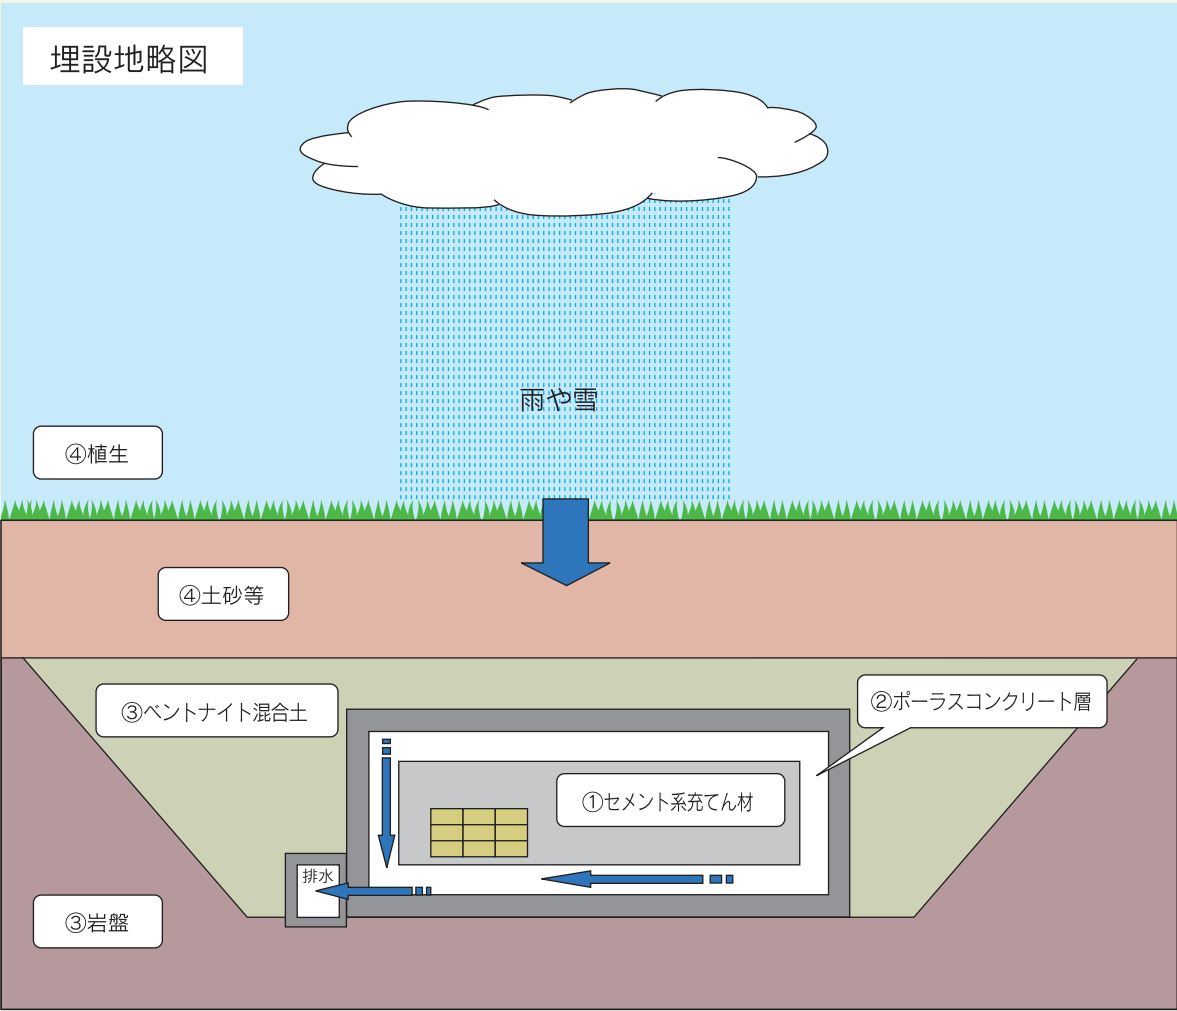 埋設地略図
雨や雪
④植生
④土砂等
③ベントナイト混合土
②ポーラスコンクリート層
①セメント系充てん材
排水
③岩盤